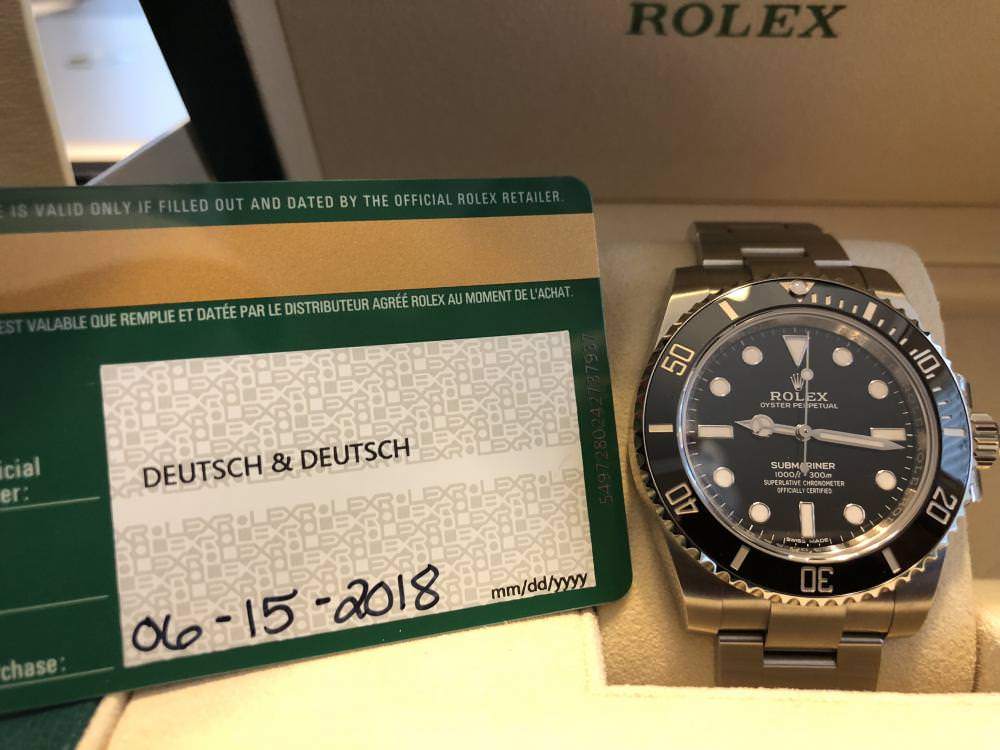 ROLEX
E IS VALID ONLY IF FILLED OUT AND DATED BY THE OFFICIAL ROLEX RETAILER.
EST VALABLE QUE REMPLIE ET DATÉE PAR LE DISTRIBUTEUR AGRÉÉ ROLEX AU MOMENT DE L'ACHAT.
icial
er:
DEUTSCH & DEUTSCH
mm/dd/yyyy
06-15-2018
chase:
50
10
20
30
40
ROLEX
OYSTER PERPETUAL
SUBMARINER
1000ft 300m
SUPERLATIVE CHRONOMETER
OFFICIALLY CERTIFIED
SWISS MADE